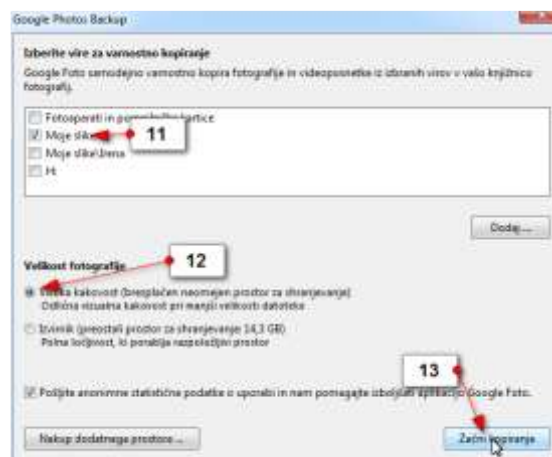 Google Photos Backup
Izberite vire za varnostno kopiranje
Google Foto samodejno varnostno kopira fotografije in videoposnetke iz izbranih virov v vašo knjižnico
fotografij.
Fotoaparati in kartice
Moje slike 11
Moje slike\Irena
H:
Dodaj ...
Velikost fotografije 12
Velika kakovost (brezplačen neomejen prostor za shranjevanje)
Odlična vizualna kakovost pri manjši velikosti datoteke
Izvirnik (preostali prostor za shranjevanje 14,3 GB)
Polna ločljivost, ki porablja razpoložljivi prostor
13
Pošljite anonimne statistične podatke o uporabi in nam pomagajte izboljšati aplikacijo Google Foto.
Nakup dodatnega prostora ...
Začni kopiranje